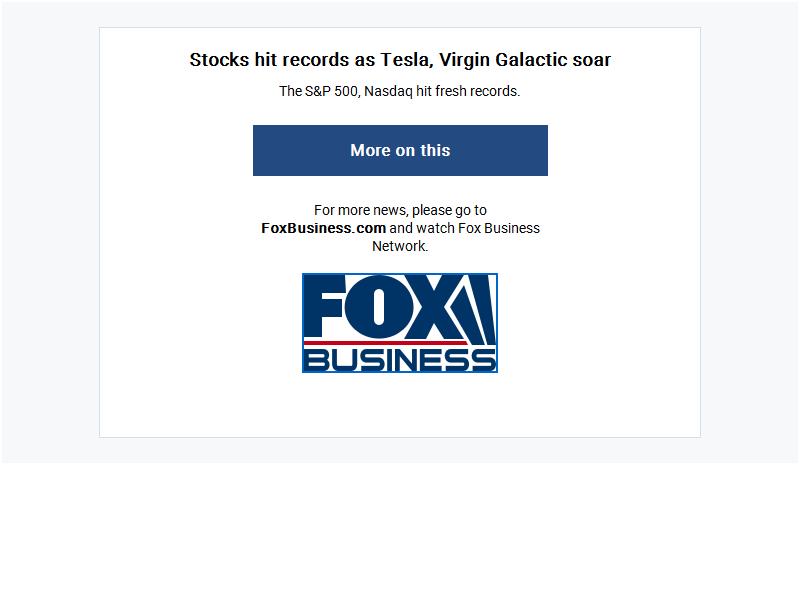 Stocks hit records as Tesla, Virgin Galactic soar
The S&P 500, Nasdaq hit fresh records.
More on this
For more news, please go to
FoxBusiness.com and watch Fox Business
Network.
FOX
BUSINESS